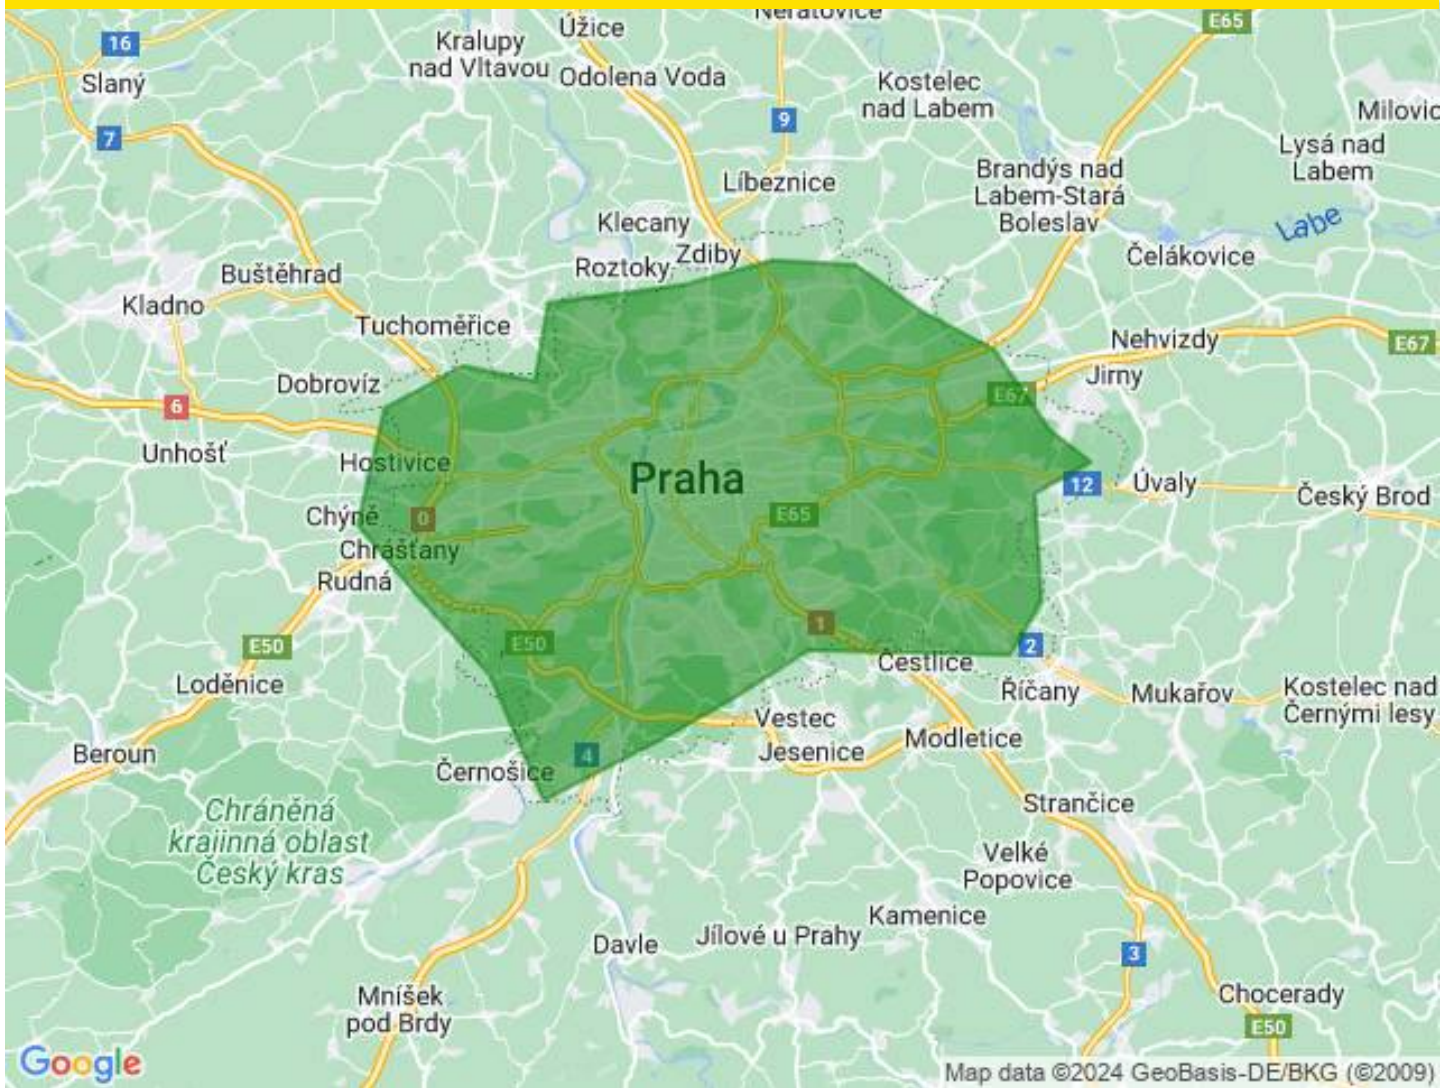 Neratovice
E65
16
Kralupy
nad Vltavou
Úžice
Slaný
Odolena Voda
Kostelec
nad Labem
Milovic
7
9
Lysá nad
Labem
Líbeznice
Brandýs nad
Labem-Stará
Boleslav
Labe
Klecany
Zdiby
Roztoky
Čelákovice
Buštěhrad
Kladno
Tuchoměřice
Nehvizdy
E67
Jirny
Dobrovíz
E67
6
Unhošť
Hostivice
Praha
12
Úvaly
Český Brod
Chýně
0
E65
Chrášťany
Rudná
E50
E50
1
2
Čestlice
Loděnice
Říčany
Mukařov
Kostelec nad
Černými lesy
Vestec
Beroun
4
Jesenice
Modletice
Černošice
Chráněná
krajinná oblast
Český kras
Strančice
Velké
Popovice
Kamenice
Davle
Jílové u Prahy
3
Mníšek
pod Brdy
Chocerady
E50
Google
Map data ©2024 GeoBasis-DE/BKG (©2009)